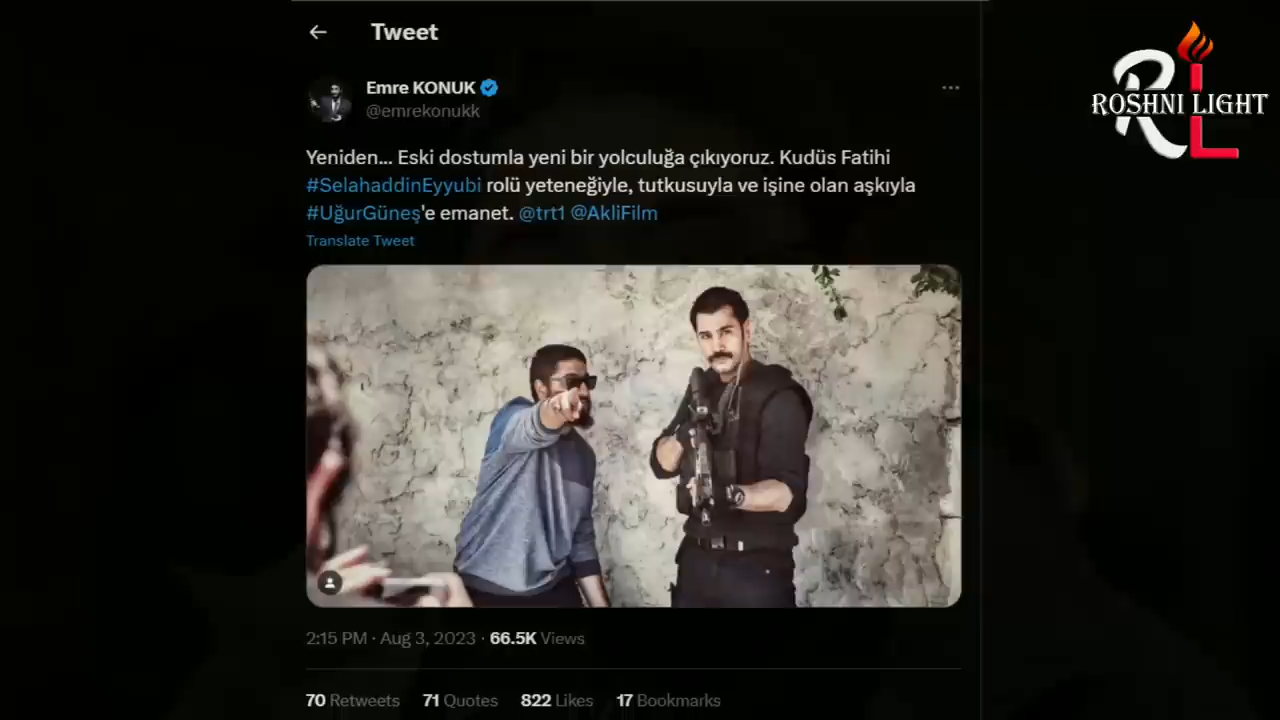 Tweet
Emre KONUK
@emrekonukk
Yeniden... Eski dostumla yeni bir yolculuğa çıkıyoruz. Kudüs Fatihi
#SelahaddinEyyubi rolü yeteneğiyle, tutkusuyla ve işine olan aşkıyla
#UğurGüneş'e emanet. @trt1 @AkliFilm
Translate Tweet
2:15 PM · Aug 3, 2023 · 66.5K Views
70 Retweets 71 Quotes 822 Likes 17 Bookmarks
RL
ROSHNI LIGHT